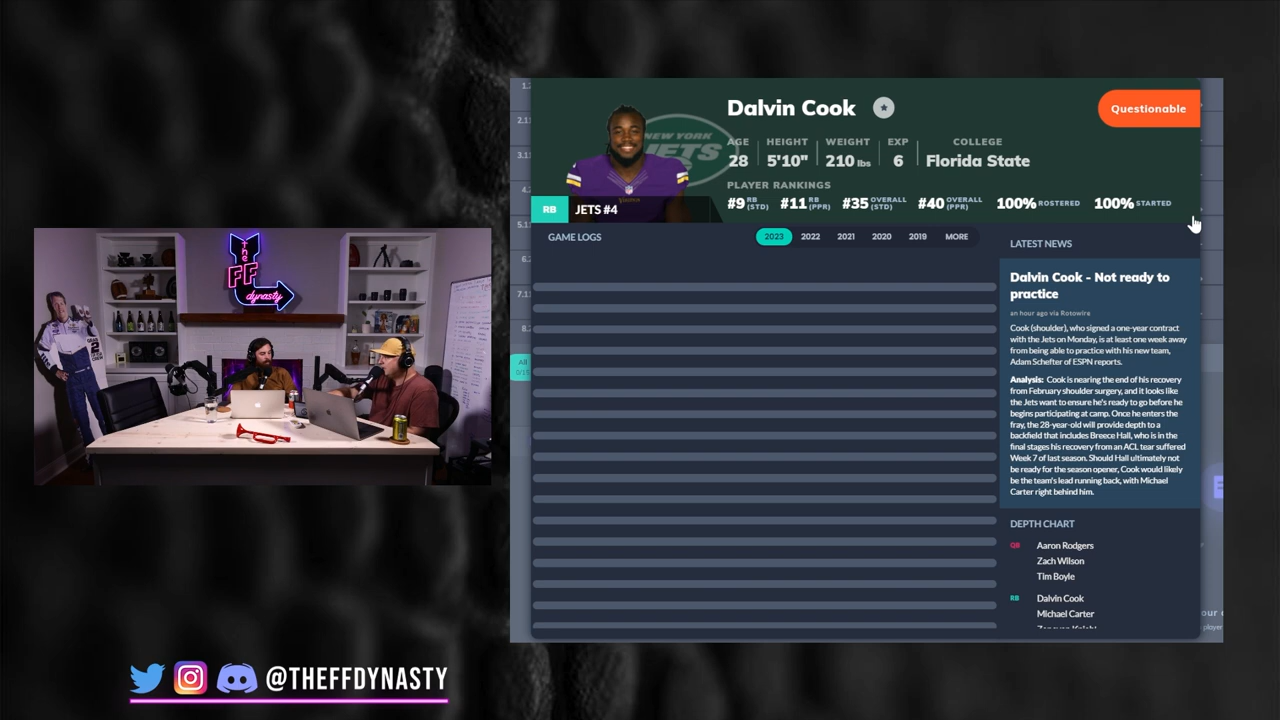 Dalvin Cook
Questionable
AGE HEIGHT WEIGHT EXP COLLEGE
28 5'10" 210 lbs 6 Florida State
PLAYER RANKINGS
#9 RB (STD) #11 RB (PPR) #35 OVERALL (STD) #40 OVERALL (PPR) 100% ROSTERED 100% STARTED
NEW YORK
JETS
RB JETS #4
GAME LOGS
2023 2022 2021 2020 2019 MORE
LATEST NEWS
Dalvin Cook - Not ready to
practice
an hour ago via Rotowire
Cook (shoulder), who signed a one-year contract
with the Jets on Monday, is at least one week away
from being able to practice with his new team,
Adam Schefter of ESPN reports.
Analysis: Cook is nearing the end of his recovery
from February shoulder surgery, and it looks like
the Jets want to ensure he's ready to go before he
begins participating at camp. Once he enters the
fray, the 28-year-old will provide depth to a
backfield that includes Breece Hall, who is in the
final stages his recovery from an ACL tear suffered
Week 7 of last season. Should Hall ultimately not
be ready for the season opener, Cook would likely
be the team's lead running back, with Michael
Carter right behind him.
DEPTH CHART
QB Aaron Rodgers
Zach Wilson
Tim Boyle
RB Dalvin Cook
Michael Carter
the
FF
dynasty
@THEFFDYNASTY